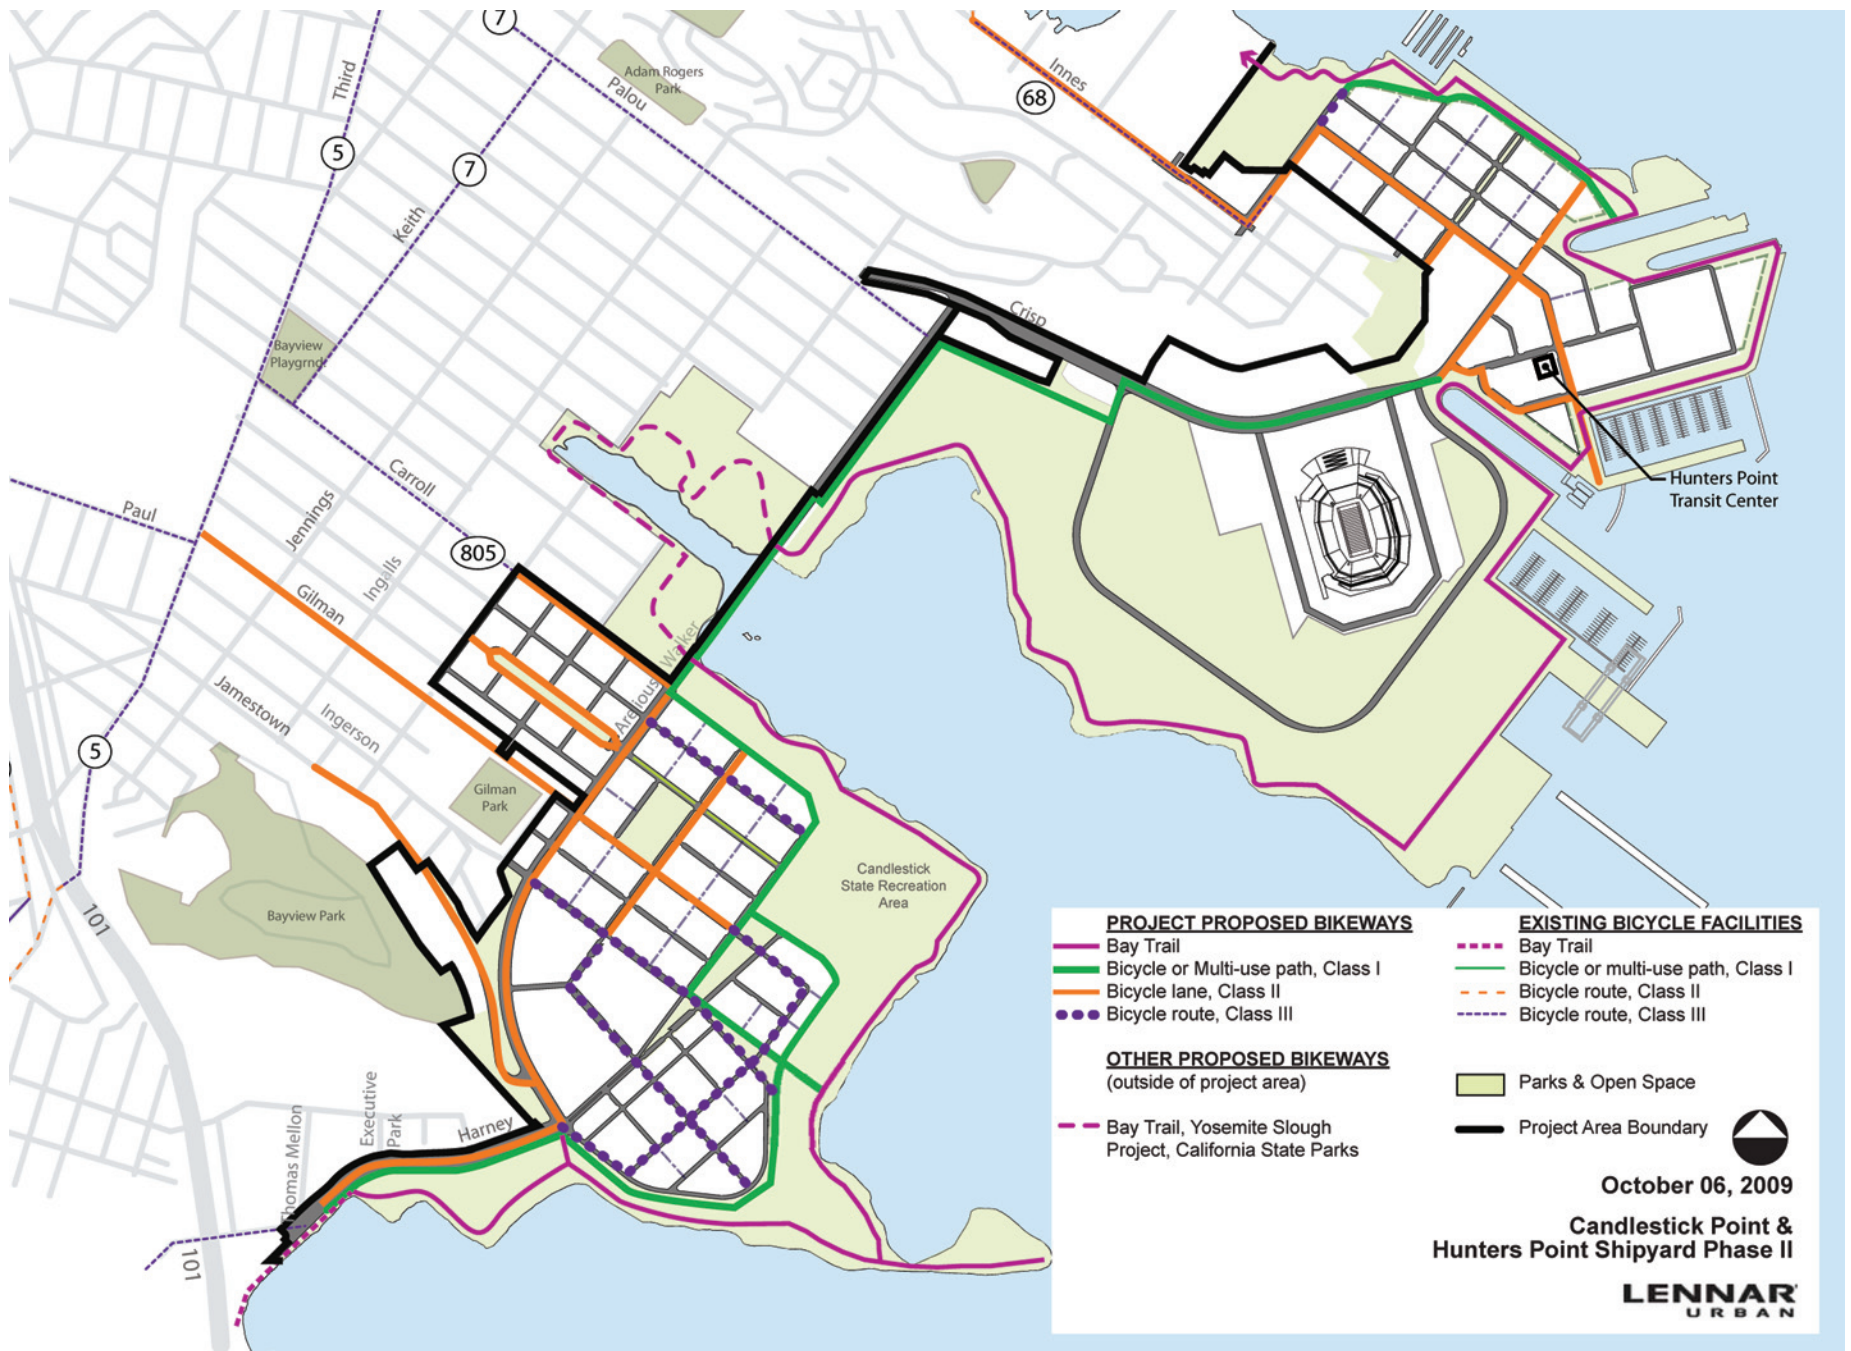 7
Third
Adam Rogers
Park
Palou
Innes
68
5
7
Keith
Crisp
Bayview
Playgrnd
Carroll
Paul
Jennings
Ingalls
805
Gilman
Hunters Point
Transit Center
Walker
Arelious
Jamestown
Ingerson
5
Gilman
Park
Candlestick
State Recreation
Area
Bayview Park
101
Executive
Park
Harney
Thomas Mellon
101
PROJECT PROPOSED BIKEWAYS
Bay Trail
Bicycle or Multi-use path, Class I
Bicycle lane, Class II
Bicycle route, Class III
OTHER PROPOSED BIKEWAYS
(outside of project area)
Bay Trail, Yosemite Slough
Project, California State Parks
EXISTING BICYCLE FACILITIES
Bay Trail
Bicycle or multi-use path, Class I
Bicycle route, Class II
Bicycle route, Class III
Parks & Open Space
Project Area Boundary
October 06, 2009
Candlestick Point &
Hunters Point Shipyard Phase II
LENNAR
URBAN